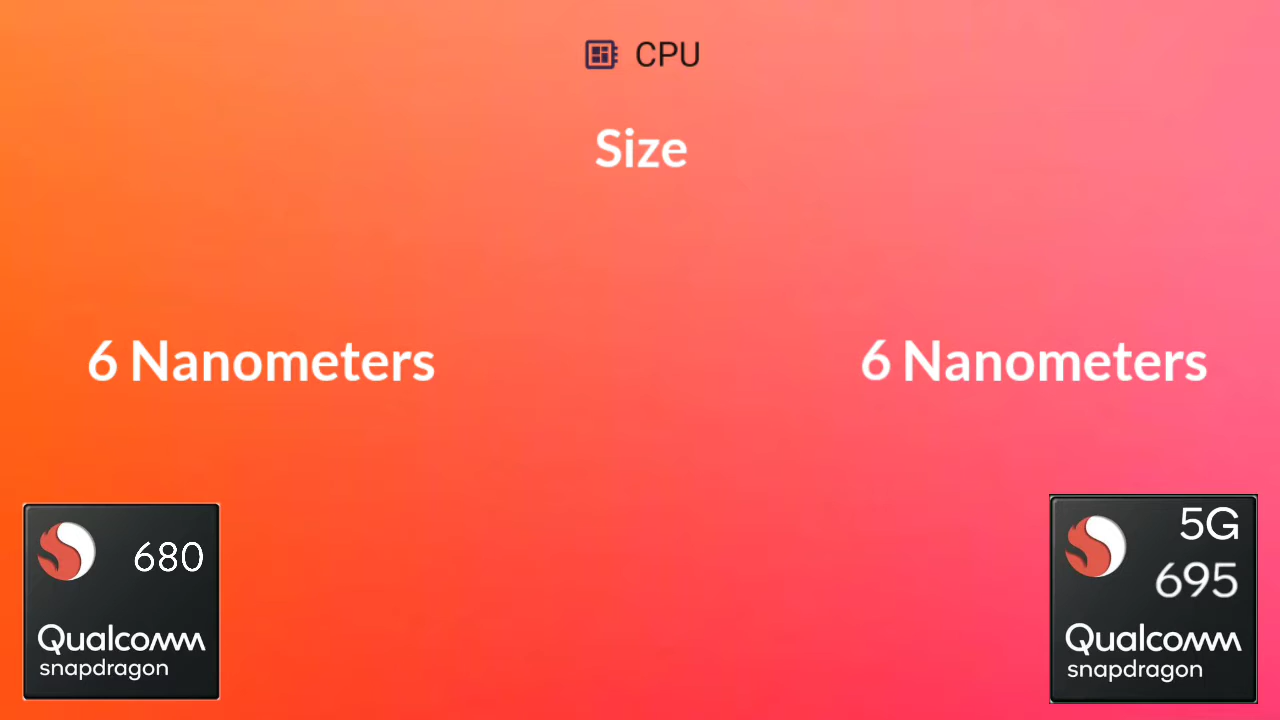 CPU
Size
6 Nanometers
6 Nanometers
680
Qualcomm
snapdragon
5G
695
Qualcomm
snapdragon